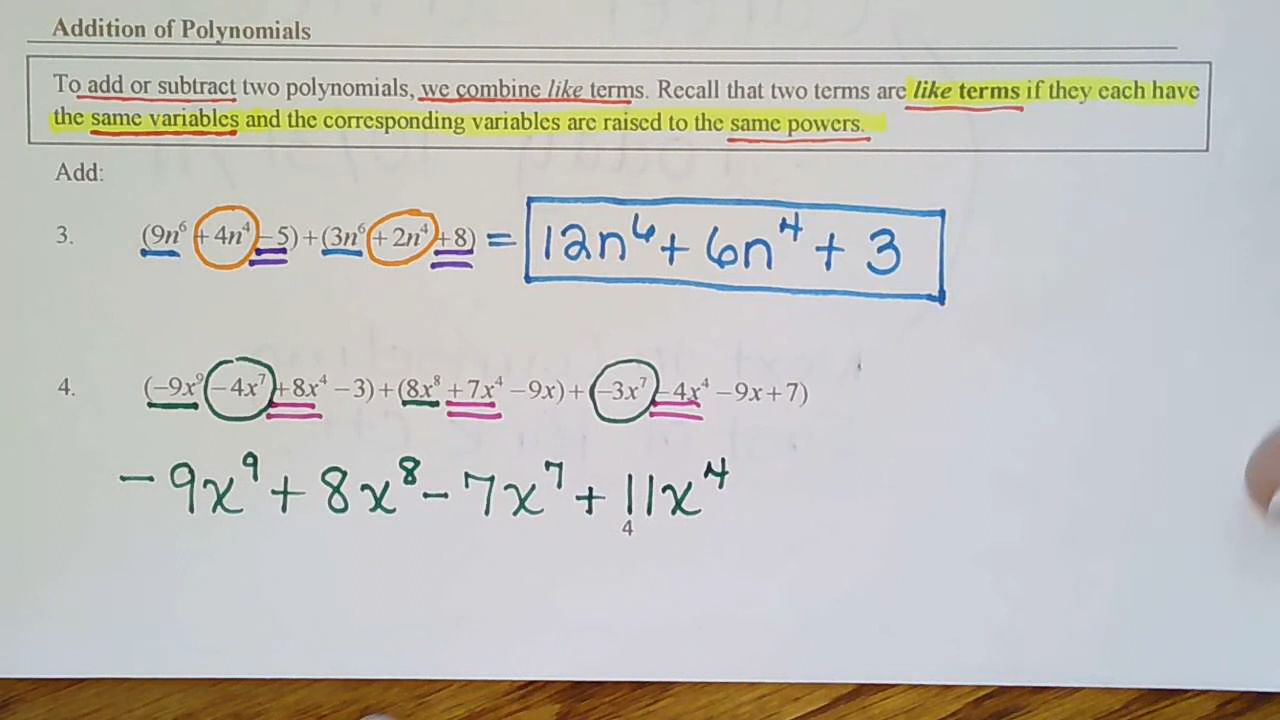 Addition of Polynomials
To add or subtract two polynomials, we combine like terms. Recall that two terms are like terms if they each have
the same variables and the corresponding variables are raised to the same powers.
Add:
3. (9n⁶ + 4n⁴ − 5) + (3n⁶ + 2n⁴ + 8) = 12n⁶ + 6n⁴ + 3
4. (−9x⁹ − 4x⁷ + 8x⁴ − 3) + (8x⁸ + 7x⁴ − 9x) + (−3x⁷ − 4x⁴ − 9x + 7)
−9x⁹ + 8x⁸ − 7x⁷ + 11x⁴
4